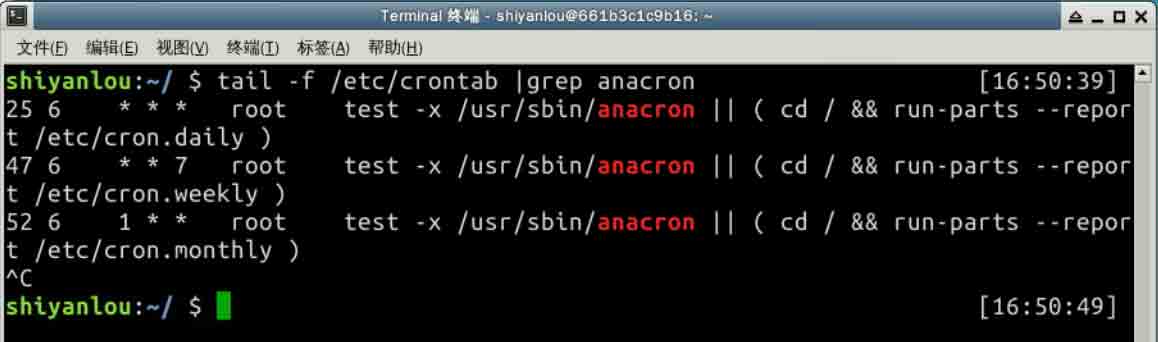 Terminal 终端 - shiyanlou@661b3c1c9b16: ~
文件(F) 编辑(E) 视图(V) 终端(T) 标签(A) 帮助(H)
shiyanlou:~/ $ tail -f /etc/crontab |grep anacron [16:50:39]
25 6    * * *   root    test -x /usr/sbin/anacron || ( cd / && run-parts --repor
t /etc/cron.daily )
47 6    * * 7   root    test -x /usr/sbin/anacron || ( cd / && run-parts --repor
t /etc/cron.weekly )
52 6    1 * *   root    test -x /usr/sbin/anacron || ( cd / && run-parts --repor
t /etc/cron.monthly )
^C
shiyanlou:~/ $ [16:50:49]